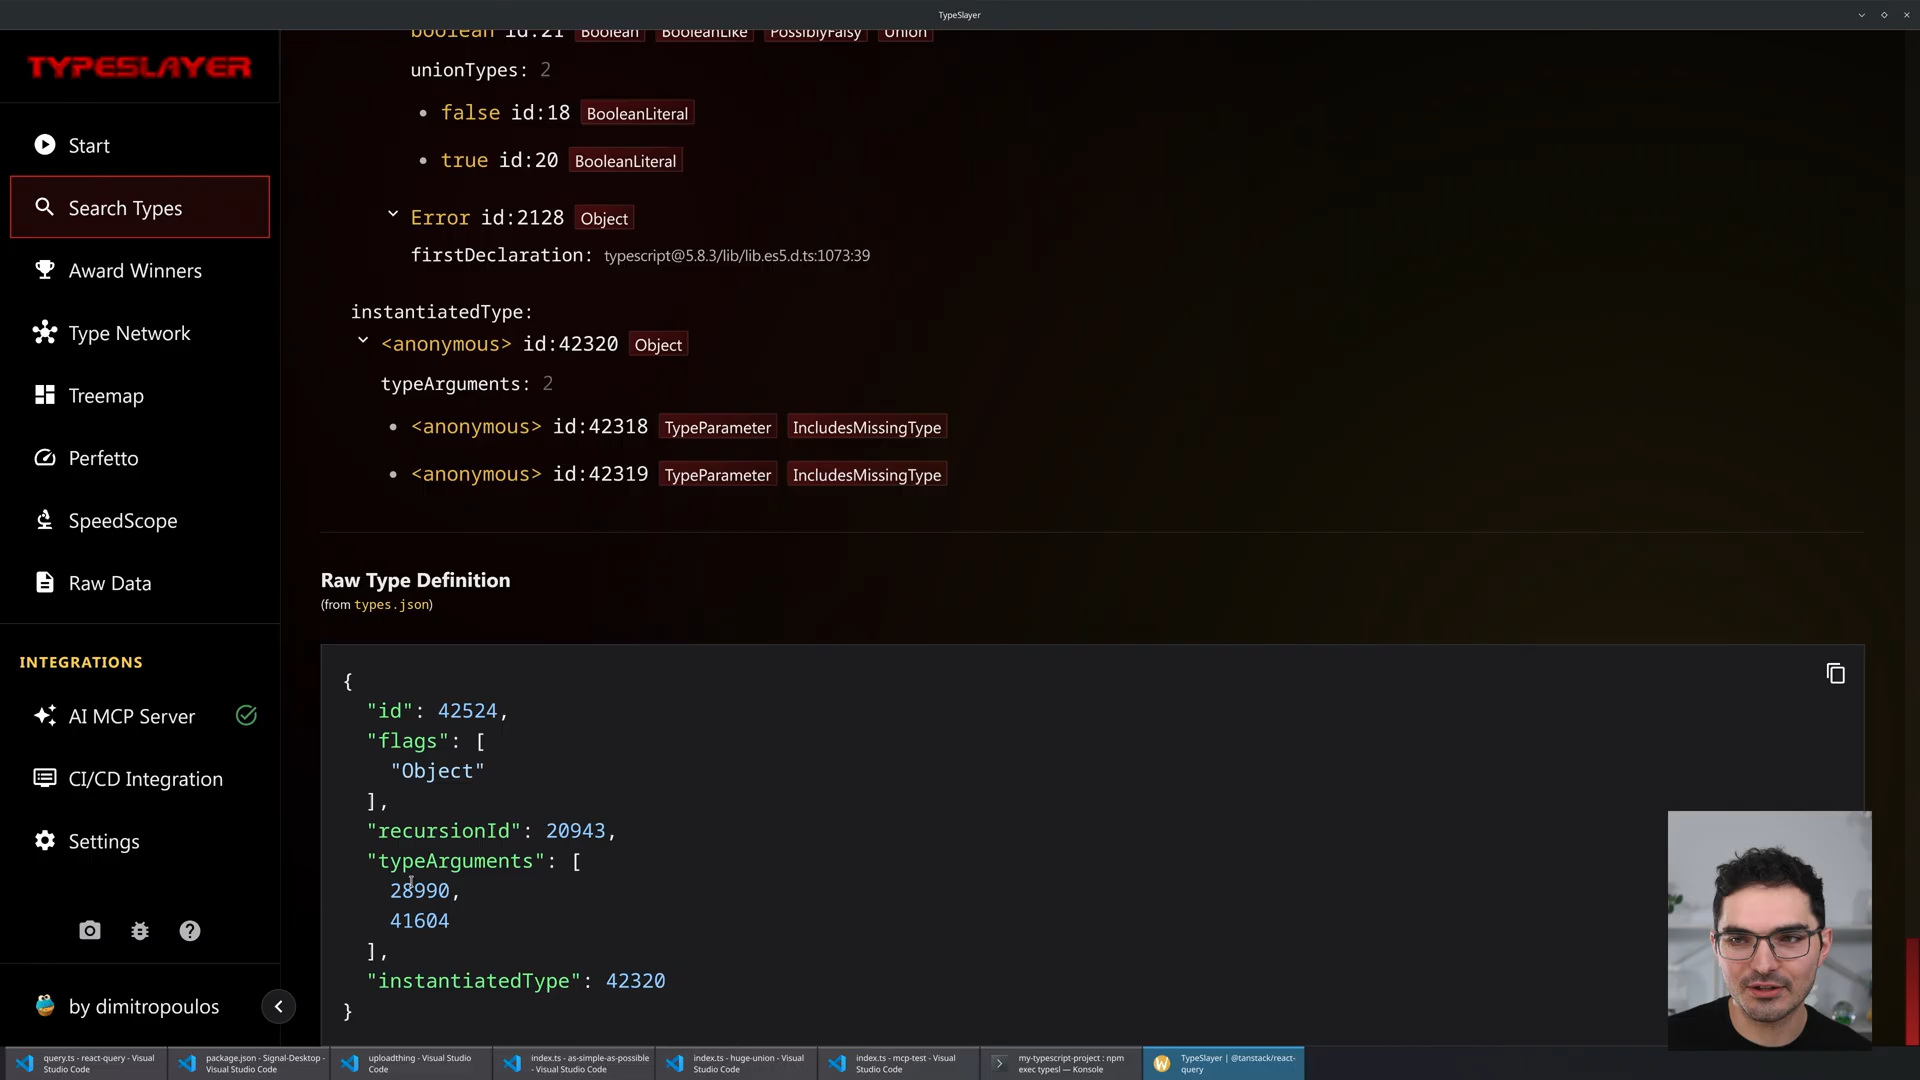 TypeSlayer
TYPESLAYER
Start
Search Types
Award Winners
Type Network
Treemap
Perfetto
SpeedScope
Raw Data
INTEGRATIONS
AI MCP Server
CI/CD Integration
Settings
by dimitropoulos
boolean id:21 Boolean BooleanLike PossiblyFalsy Union
unionTypes: 2
false id:18 BooleanLiteral
true id:20 BooleanLiteral
Error id:2128 Object
firstDeclaration: typescript@5.8.3/lib/lib.es5.d.ts:1073:39
instantiatedType:
<anonymous> id:42320 Object
typeArguments: 2
<anonymous> id:42318 TypeParameter IncludesMissingType
<anonymous> id:42319 TypeParameter IncludesMissingType
Raw Type Definition
(from types.json)
{
"id": 42524,
"flags": [
"Object"
],
"recursionId": 20943,
"typeArguments": [
28990,
41604
],
"instantiatedType": 42320
}
query.ts - react-query - Visual
Studio Code
package.json - Signal-Desktop -
Visual Studio Code
uploadthing - Visual Studio
Code
index.ts - as-simple-as-possible
- Visual Studio Code
index.ts - huge-union - Visual
Studio Code
index.ts - mcp-test - Visual
Studio Code
my-typescript-project : npm
exec typesl — Konsole
TypeSlayer | @tanstack/react-
query